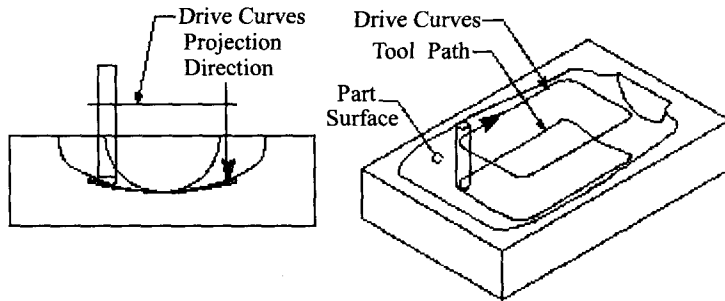 Drive Curves
Projection
Direction
Drive Curves
Tool Path
Part
Surface